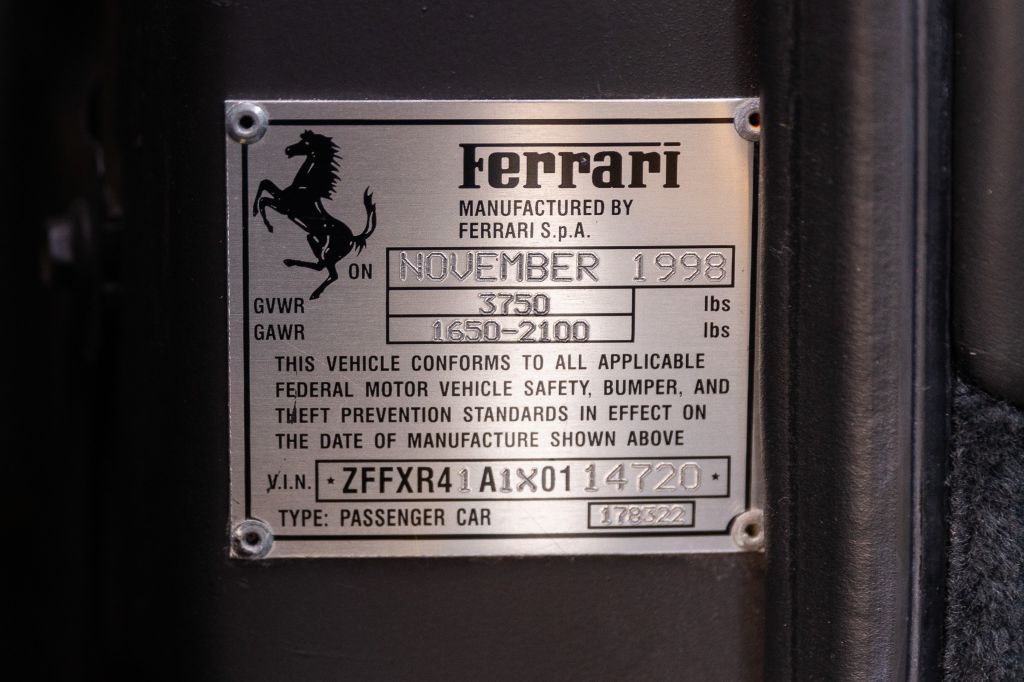 Ferrari
MANUFACTURED BY
FERRARI S.p.A.
ON NOVEMBER 1998
GVWR 3750 lbs
GAWR 1650-2100 lbs
THIS VEHICLE CONFORMS TO ALL APPLICABLE
FEDERAL MOTOR VEHICLE SAFETY, BUMPER, AND
THEFT PREVENTION STANDARDS IN EFFECT ON
THE DATE OF MANUFACTURE SHOWN ABOVE
V.I.N. * ZFFXR41A1X0114720 *
TYPE: PASSENGER CAR 178322